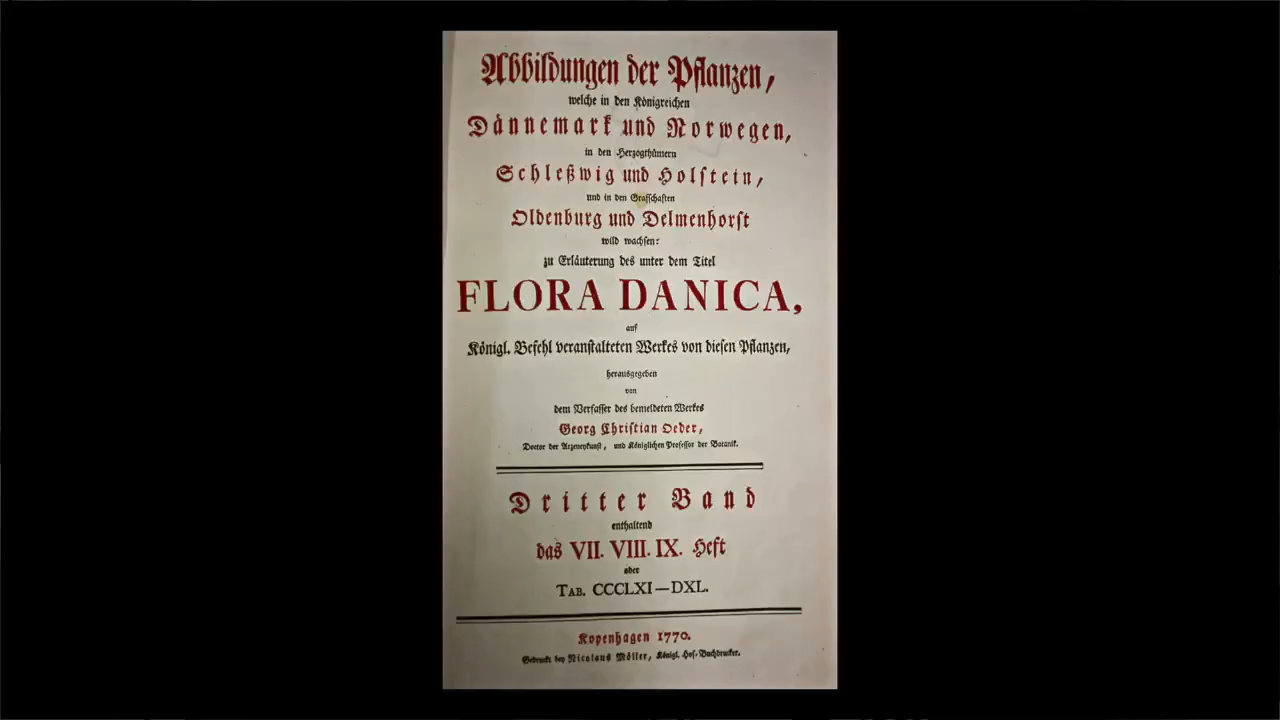 Abbildungen der Pflanzen,
welche in den Königreichen
Dännemark und Norwegen,
in den Herzogthümern
Schleßwig und Holſtein,
und in den Grafſchaften
Oldenburg und Delmenhorſt
wild wachſen:
zu Erläuterung des unter dem Titel
FLORA DANICA,
auf
Königl. Befehl veranſtalteten Werkes von dieſen Pflanzen,
herausgegeben
von
dem Verfaſſer des bemeldeten Werkes
Georg Chriſtian Oeder,
Doctor der Arzeneykunſt, und Königlichen Profeſſor der Botanik.
Dritter Band
enthaltend
das VII. VIII. IX. Heft
oder
TAB. CCCLXI—DXL.
Kopenhagen 1770.
Gedruckt bey Nicolaus Möller, Königl. Hof-Buchdrucker.